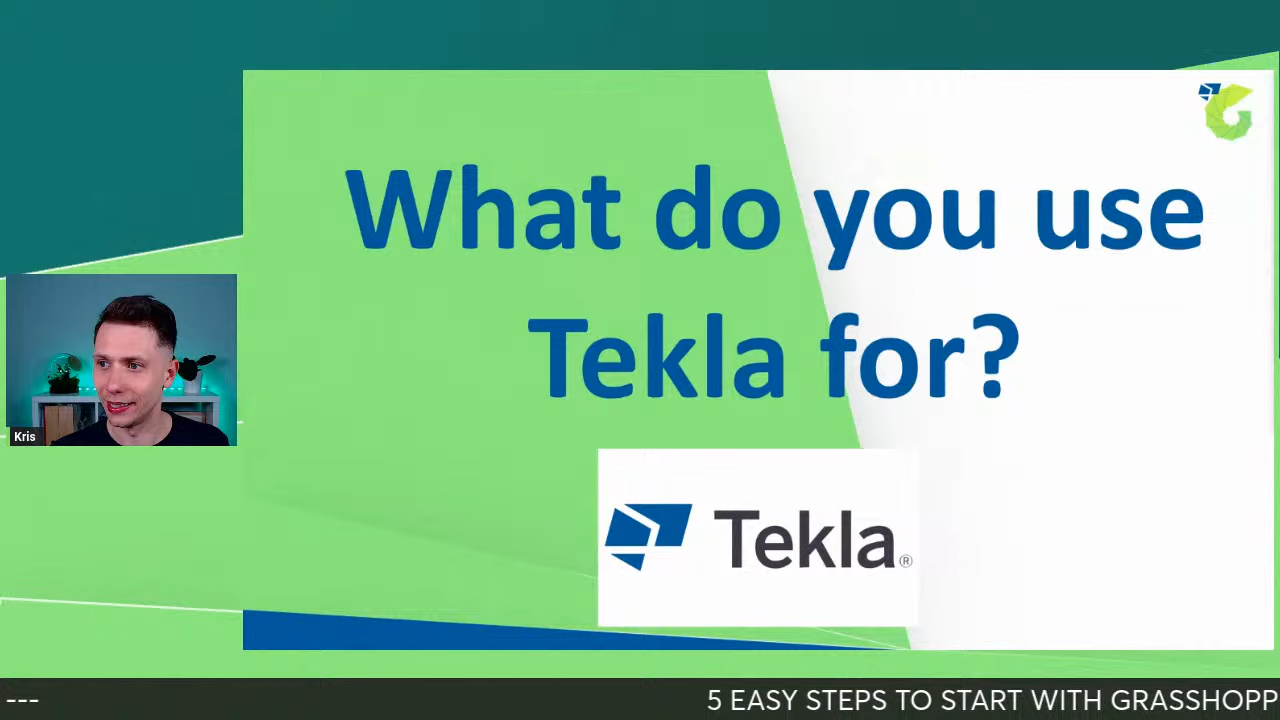 What do you use
Tekla for?
Tekla®
Kris
---
5 EASY STEPS TO START WITH GRASSHOPP